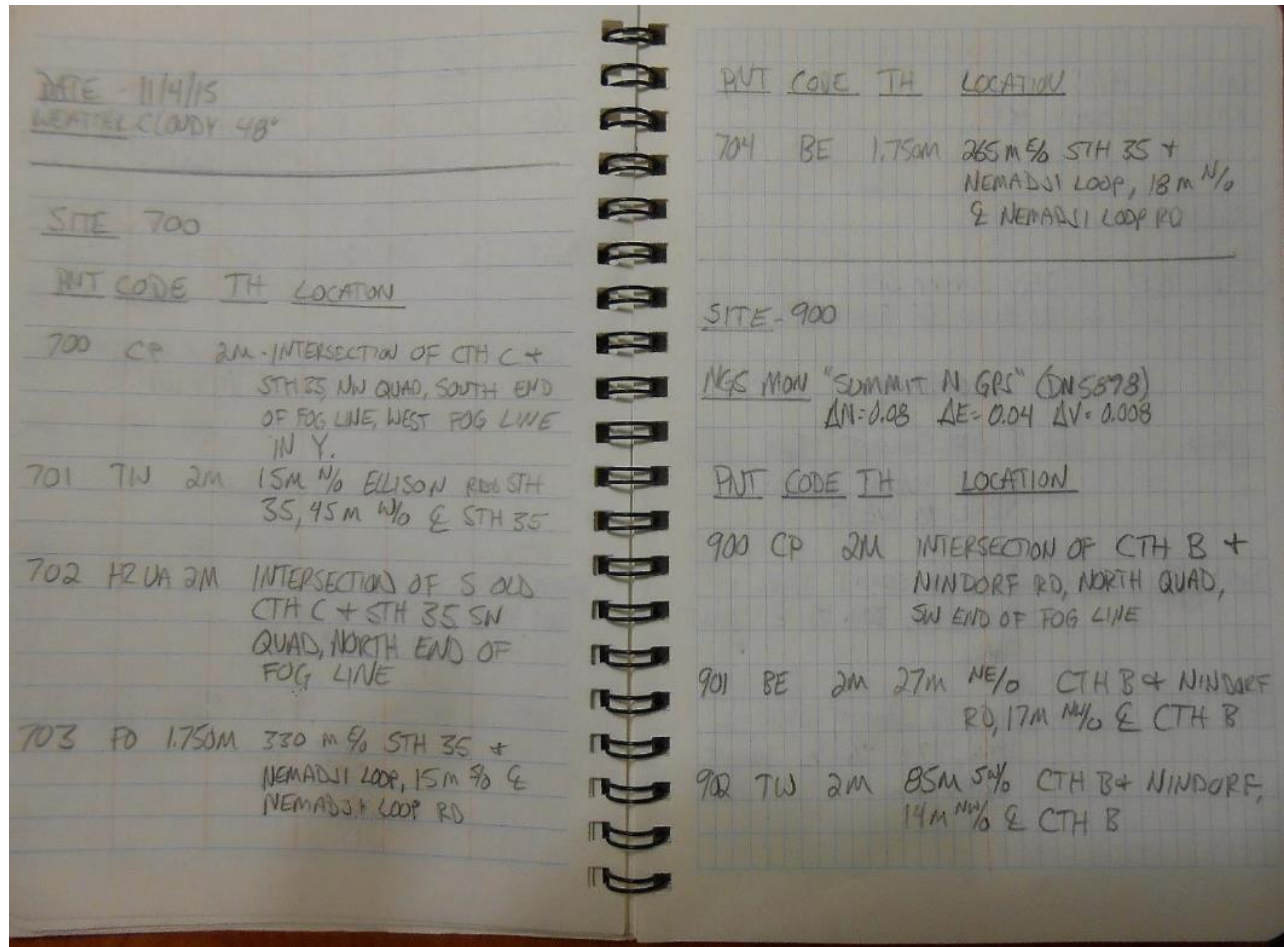 DATE - 11/4/15
WEATHER CLOUDY 48°
SITE 700
PNT CODE TH LOCATION
700 CP 2M - INTERSECTION OF CTH C +
STH 35, NW QUAD, SOUTH END
OF FOG LINE, WEST FOG LINE
IN Y.
701 TW 2M 15M N/O ELLISON RD & STH
35, 45M W/O ℄ STH 35
702 HZ UA 2M INTERSECTION OF S OLD
CTH C + STH 35 SW
QUAD, NORTH END OF
FOG LINE
703 FO 1.750M 330 M E/O STH 35 +
NEMADJI LOOP, 15M S/O ℄
NEMADJI LOOP RD
PNT CODE TH LOCATION
704 BE 1.750M 265 M E/O STH 35 +
NEMADJI LOOP, 18 M N/O
℄ NEMADJI LOOP RD
SITE - 900
NGS MON "SUMMIT N GPS" (DN5898)
ΔN=0.08 ΔE=0.04 ΔV=0.008
PNT CODE TH LOCATION
900 CP 2M INTERSECTION OF CTH B +
NINDORF RD, NORTH QUAD,
SW END OF FOG LINE
901 BE 2M 27M NE/O CTH B + NINDORF
RD, 17M NW/O ℄ CTH B
902 TW 2M 85M SW/O CTH B + NINDORF,
14M NW/O ℄ CTH B